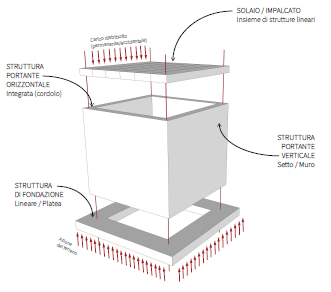 SOLAIO / IMPALCATO
Insieme di strutture lineari
Carico distribuito
(permanente/accidentale)
STRUTTURA
PORTANTE
ORIZZONTALE
Integrata (cordolo)
STRUTTURA
PORTANTE
VERTICALE
Setto / Muro
STRUTTURA
DI FONDAZIONE
Lineare / Platea
Azione
del terreno